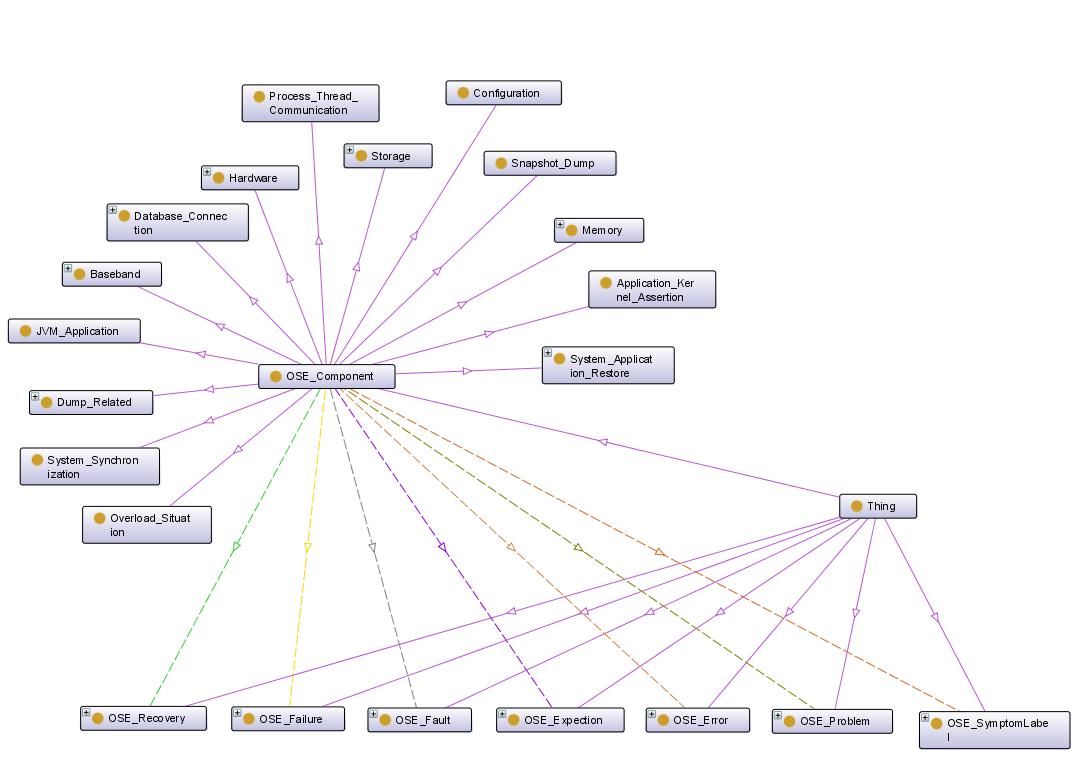 Configuration
Process_Thread_
Communication
Storage
Snapshot_Dump
Hardware
Database_Connec
tion
Memory
Baseband
Application_Ker
nel_Assertion
JVM_Application
System_Applicat
ion_Restore
OSE_Component
Dump_Related
System_Synchron
ization
Thing
Overload_Situat
ion
OSE_Recovery
OSE_Failure
OSE_Fault
OSE_Expection
OSE_Error
OSE_Problem
OSE_SymptomLabe
l